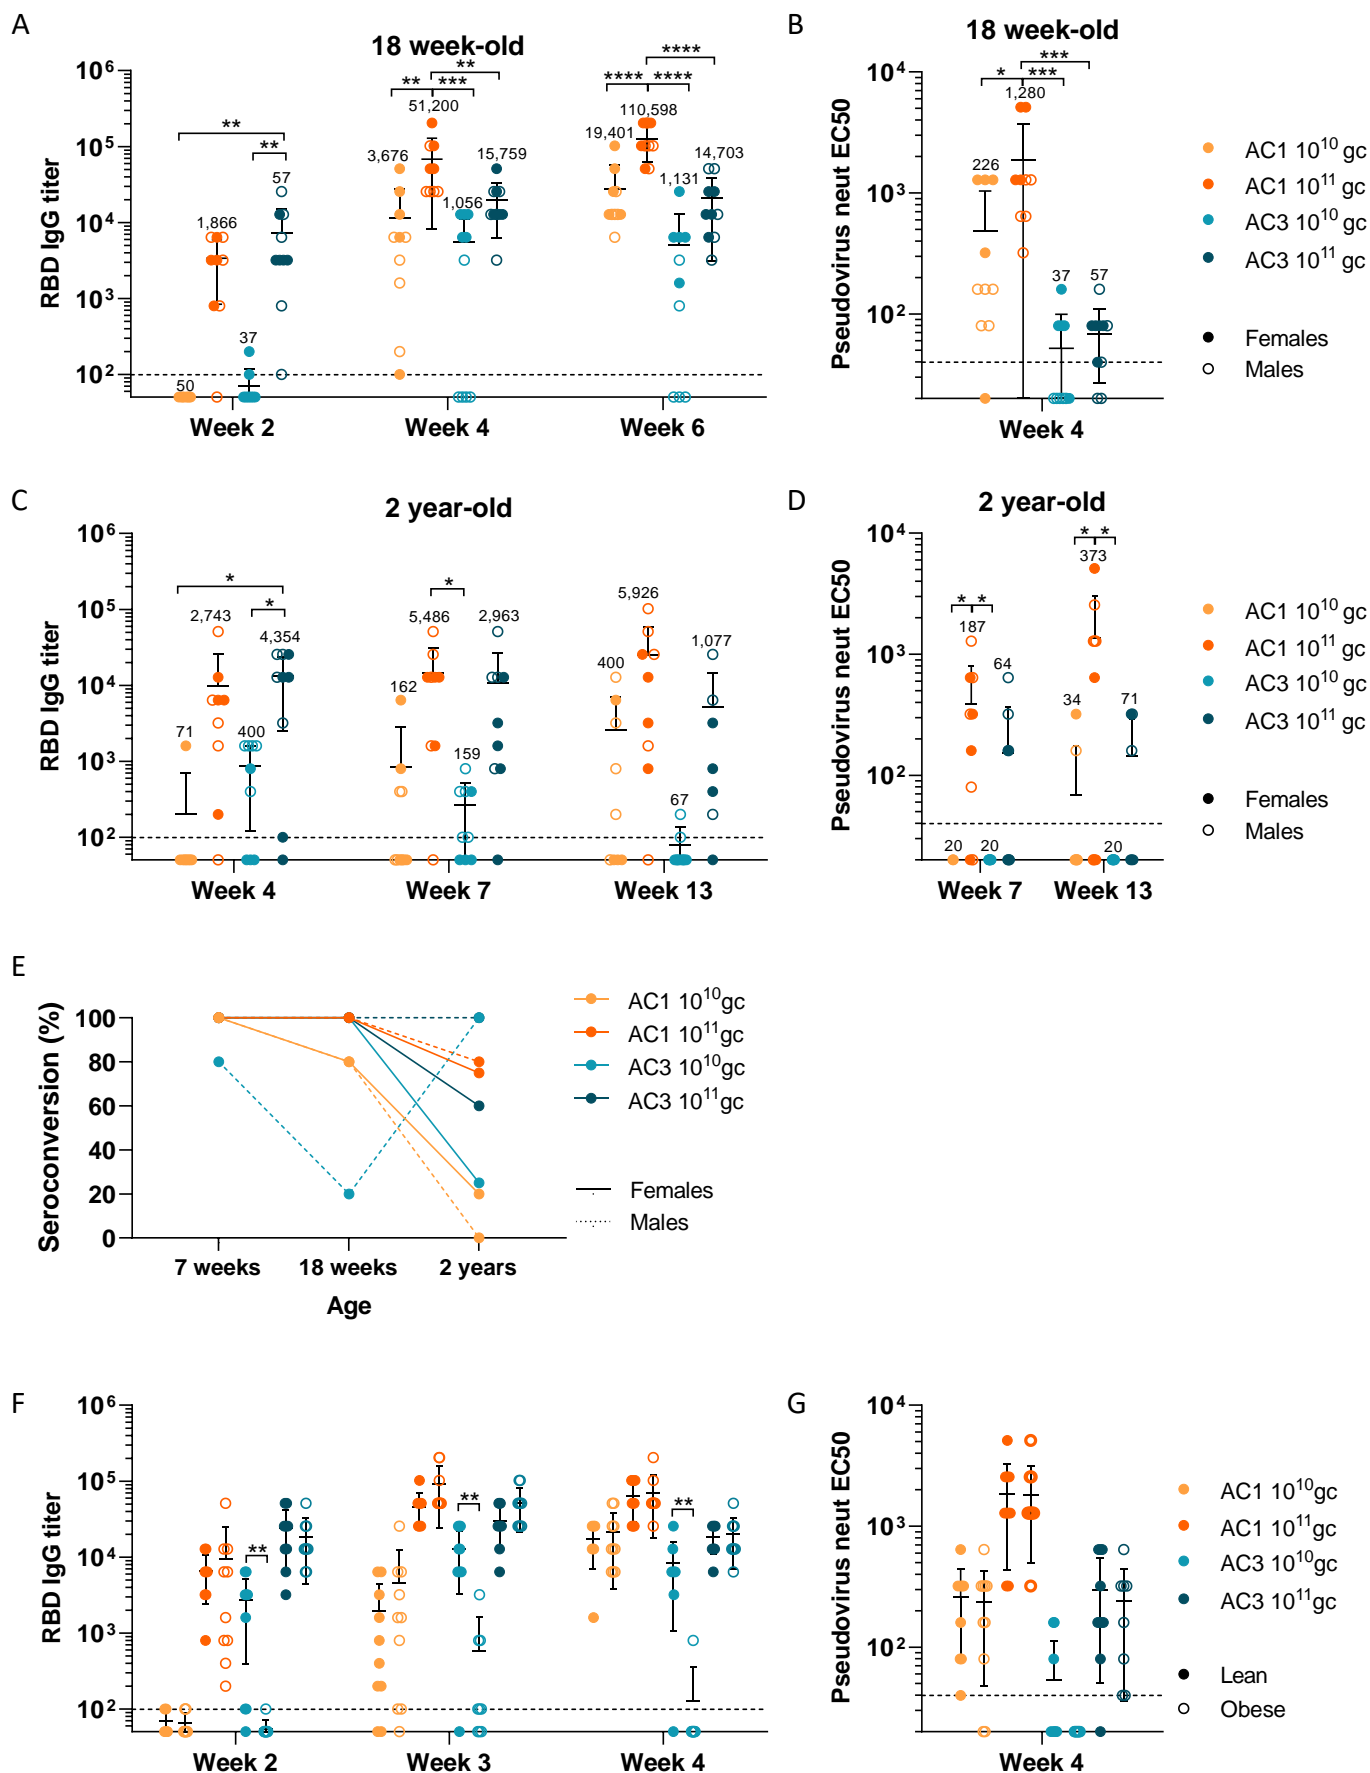 A
18 week-old
RBD IgG titer
10⁶
10⁵
10⁴
10³
10²
50
1,866
37
57
**
**
3,676
51,200
1,056
15,759
** *** **
19,401
110,598
1,131
14,703
**** **** ****
Week 2 Week 4 Week 6
B
18 week-old
Pseudovirus neut EC50
10⁴
10³
10²
* *** ***
226
1,280
37
57
Week 4
AC1 10¹⁰ gc
AC1 10¹¹ gc
AC3 10¹⁰ gc
AC3 10¹¹ gc
Females
Males
C
2 year-old
RBD IgG titer
10⁶
10⁵
10⁴
10³
10²
71
2,743
400
4,354
*
*
162
5,486
159
2,963
*
400
5,926
67
1,077
Week 4 Week 7 Week 13
D
2 year-old
Pseudovirus neut EC50
10⁴
10³
10²
* *
187
64
20 20
* *
373
34
71
20
Week 7 Week 13
AC1 10¹⁰ gc
AC1 10¹¹ gc
AC3 10¹⁰ gc
AC3 10¹¹ gc
Females
Males
E
Seroconversion (%)
100
80
60
40
20
0
7 weeks 18 weeks 2 years
Age
AC1 10¹⁰gc
AC1 10¹¹gc
AC3 10¹⁰gc
AC3 10¹¹gc
Females
Males
F
RBD IgG titer
10⁶
10⁵
10⁴
10³
10²
**
**
**
Week 2 Week 3 Week 4
G
Pseudovirus neut EC50
10⁴
10³
10²
Week 4
AC1 10¹⁰gc
AC1 10¹¹gc
AC3 10¹⁰gc
AC3 10¹¹gc
Lean
Obese